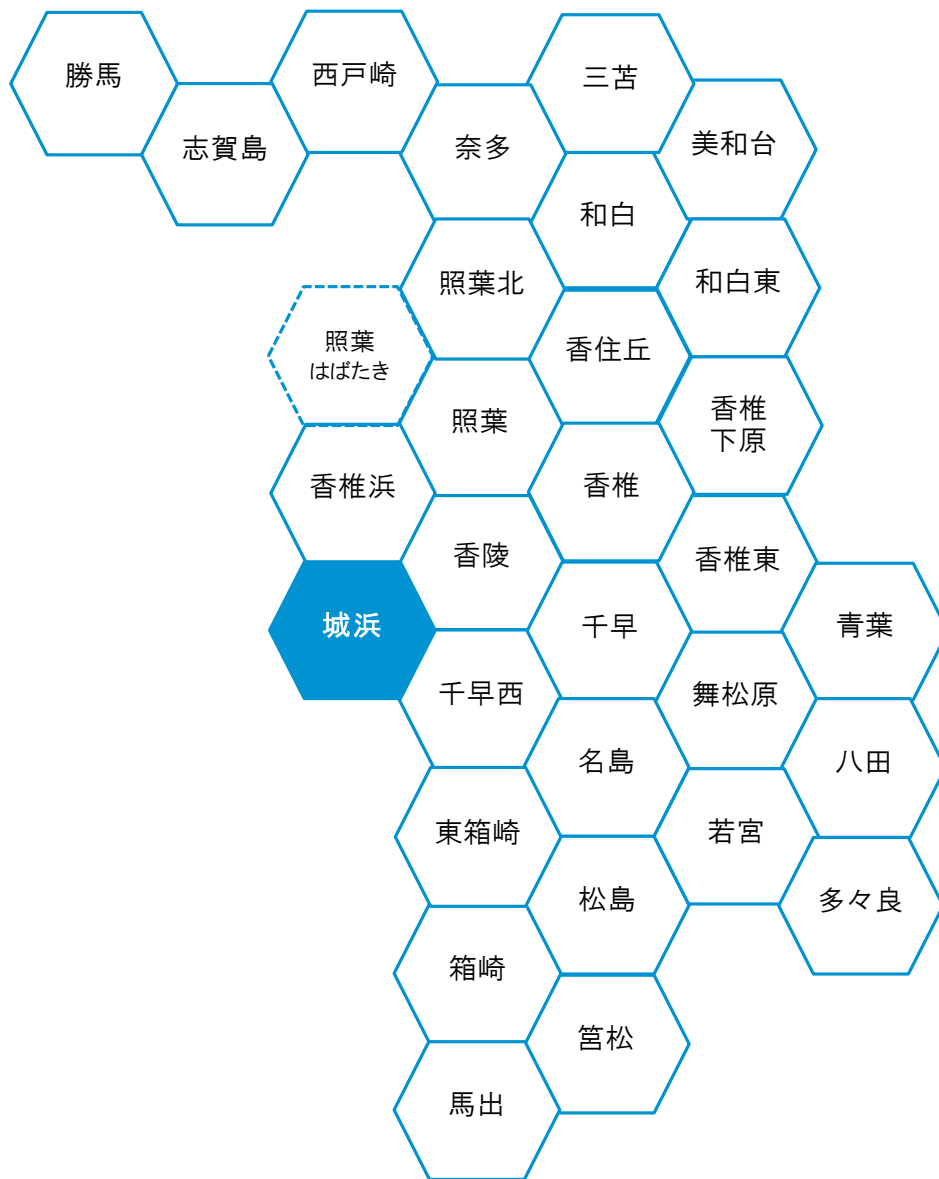 勝馬
西戸崎
三苫
志賀島
奈多
美和台
和白
照葉北
和白東
照葉
はばたき
香住丘
照葉
香椎
下原
香椎浜
香椎
香陵
香椎東
城浜
千早
青葉
千早西
舞松原
名島
八田
東箱崎
若宮
松島
多々良
箱崎
筥松
馬出